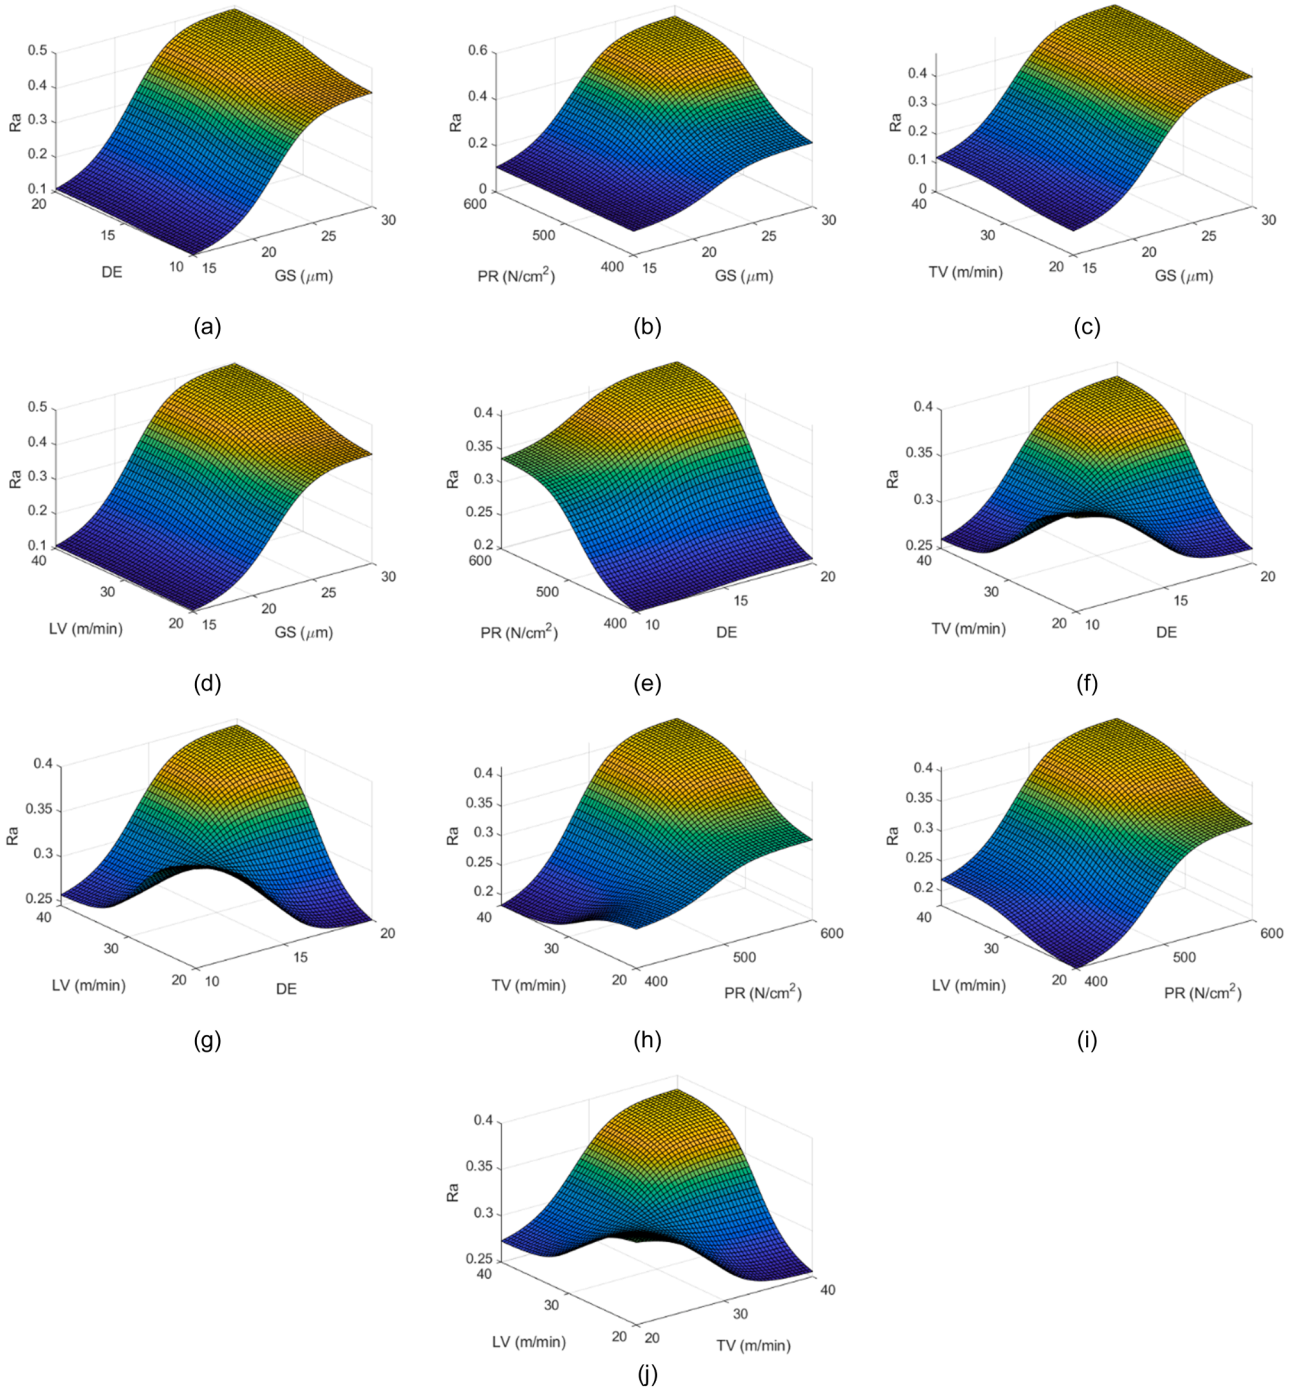 0.5
0.4
0.3
0.2
0.1
Ra
20
15
10
DE
15
20
25
30
GS (μm)
(a)
0.6
0.4
0.2
0
Ra
600
500
400
PR (N/cm²)
15
20
25
30
GS (μm)
(b)
0.4
0.3
0.2
0.1
0
Ra
40
30
20
TV (m/min)
15
20
25
30
GS (μm)
(c)
0.5
0.4
0.3
0.2
0.1
Ra
40
30
20
LV (m/min)
15
20
25
30
GS (μm)
(d)
0.4
0.35
0.3
0.25
0.2
Ra
600
500
400
PR (N/cm²)
10
15
20
DE
(e)
0.4
0.35
0.3
0.25
Ra
40
30
20
TV (m/min)
10
15
20
DE
(f)
0.4
0.35
0.3
0.25
Ra
40
30
20
LV (m/min)
10
15
20
DE
(g)
0.4
0.35
0.3
0.25
0.2
Ra
40
30
20
TV (m/min)
400
500
600
PR (N/cm²)
(h)
0.4
0.35
0.3
0.25
0.2
Ra
40
30
20
LV (m/min)
400
500
600
PR (N/cm²)
(i)
0.4
0.35
0.3
0.25
Ra
40
30
20
LV (m/min)
20
30
40
TV (m/min)
(j)